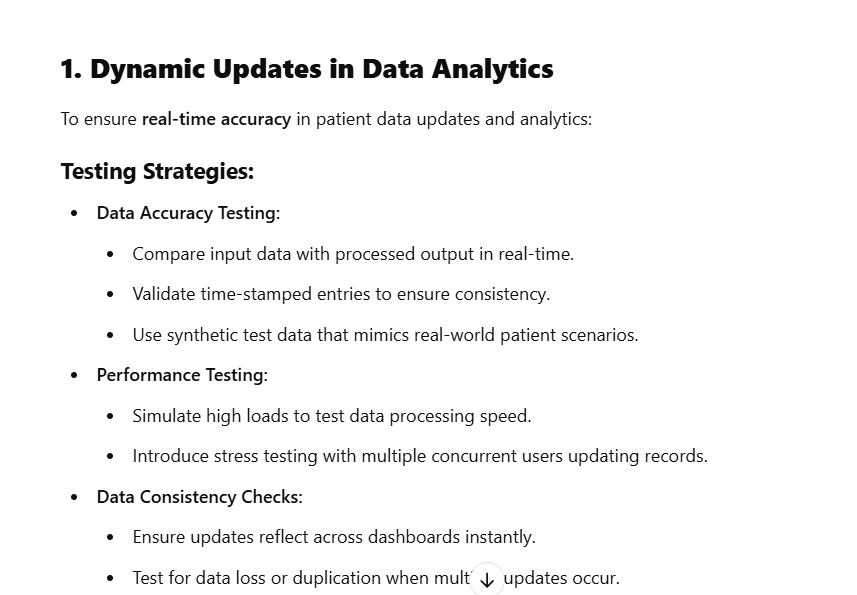 1. Dynamic Updates in Data Analytics
To ensure real-time accuracy in patient data updates and analytics:
Testing Strategies:
• Data Accuracy Testing:
• Compare input data with processed output in real-time.
• Validate time-stamped entries to ensure consistency.
• Use synthetic test data that mimics real-world patient scenarios.
• Performance Testing:
• Simulate high loads to test data processing speed.
• Introduce stress testing with multiple concurrent users updating records.
• Data Consistency Checks:
• Ensure updates reflect across dashboards instantly.
• Test for data loss or duplication when updates occur.